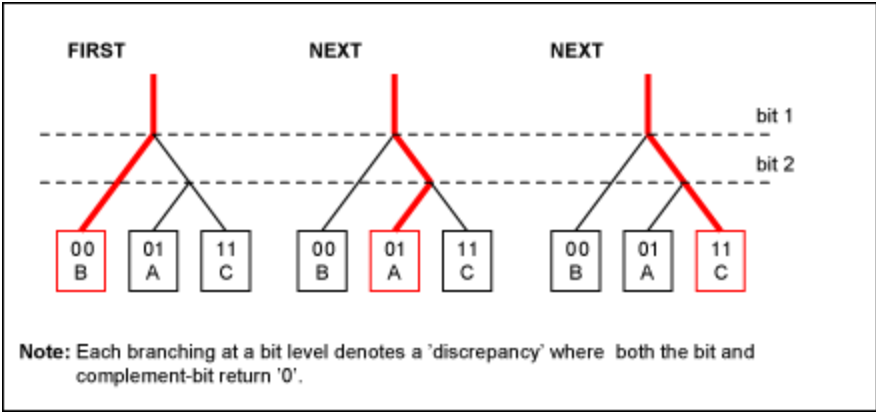 FIRST NEXT NEXT
bit 1
bit 2
00 01 11 00 01 11 00 01 11
B A C B A C B A C
Note: Each branching at a bit level denotes a 'discrepancy' where both the bit and
complement-bit return '0'.